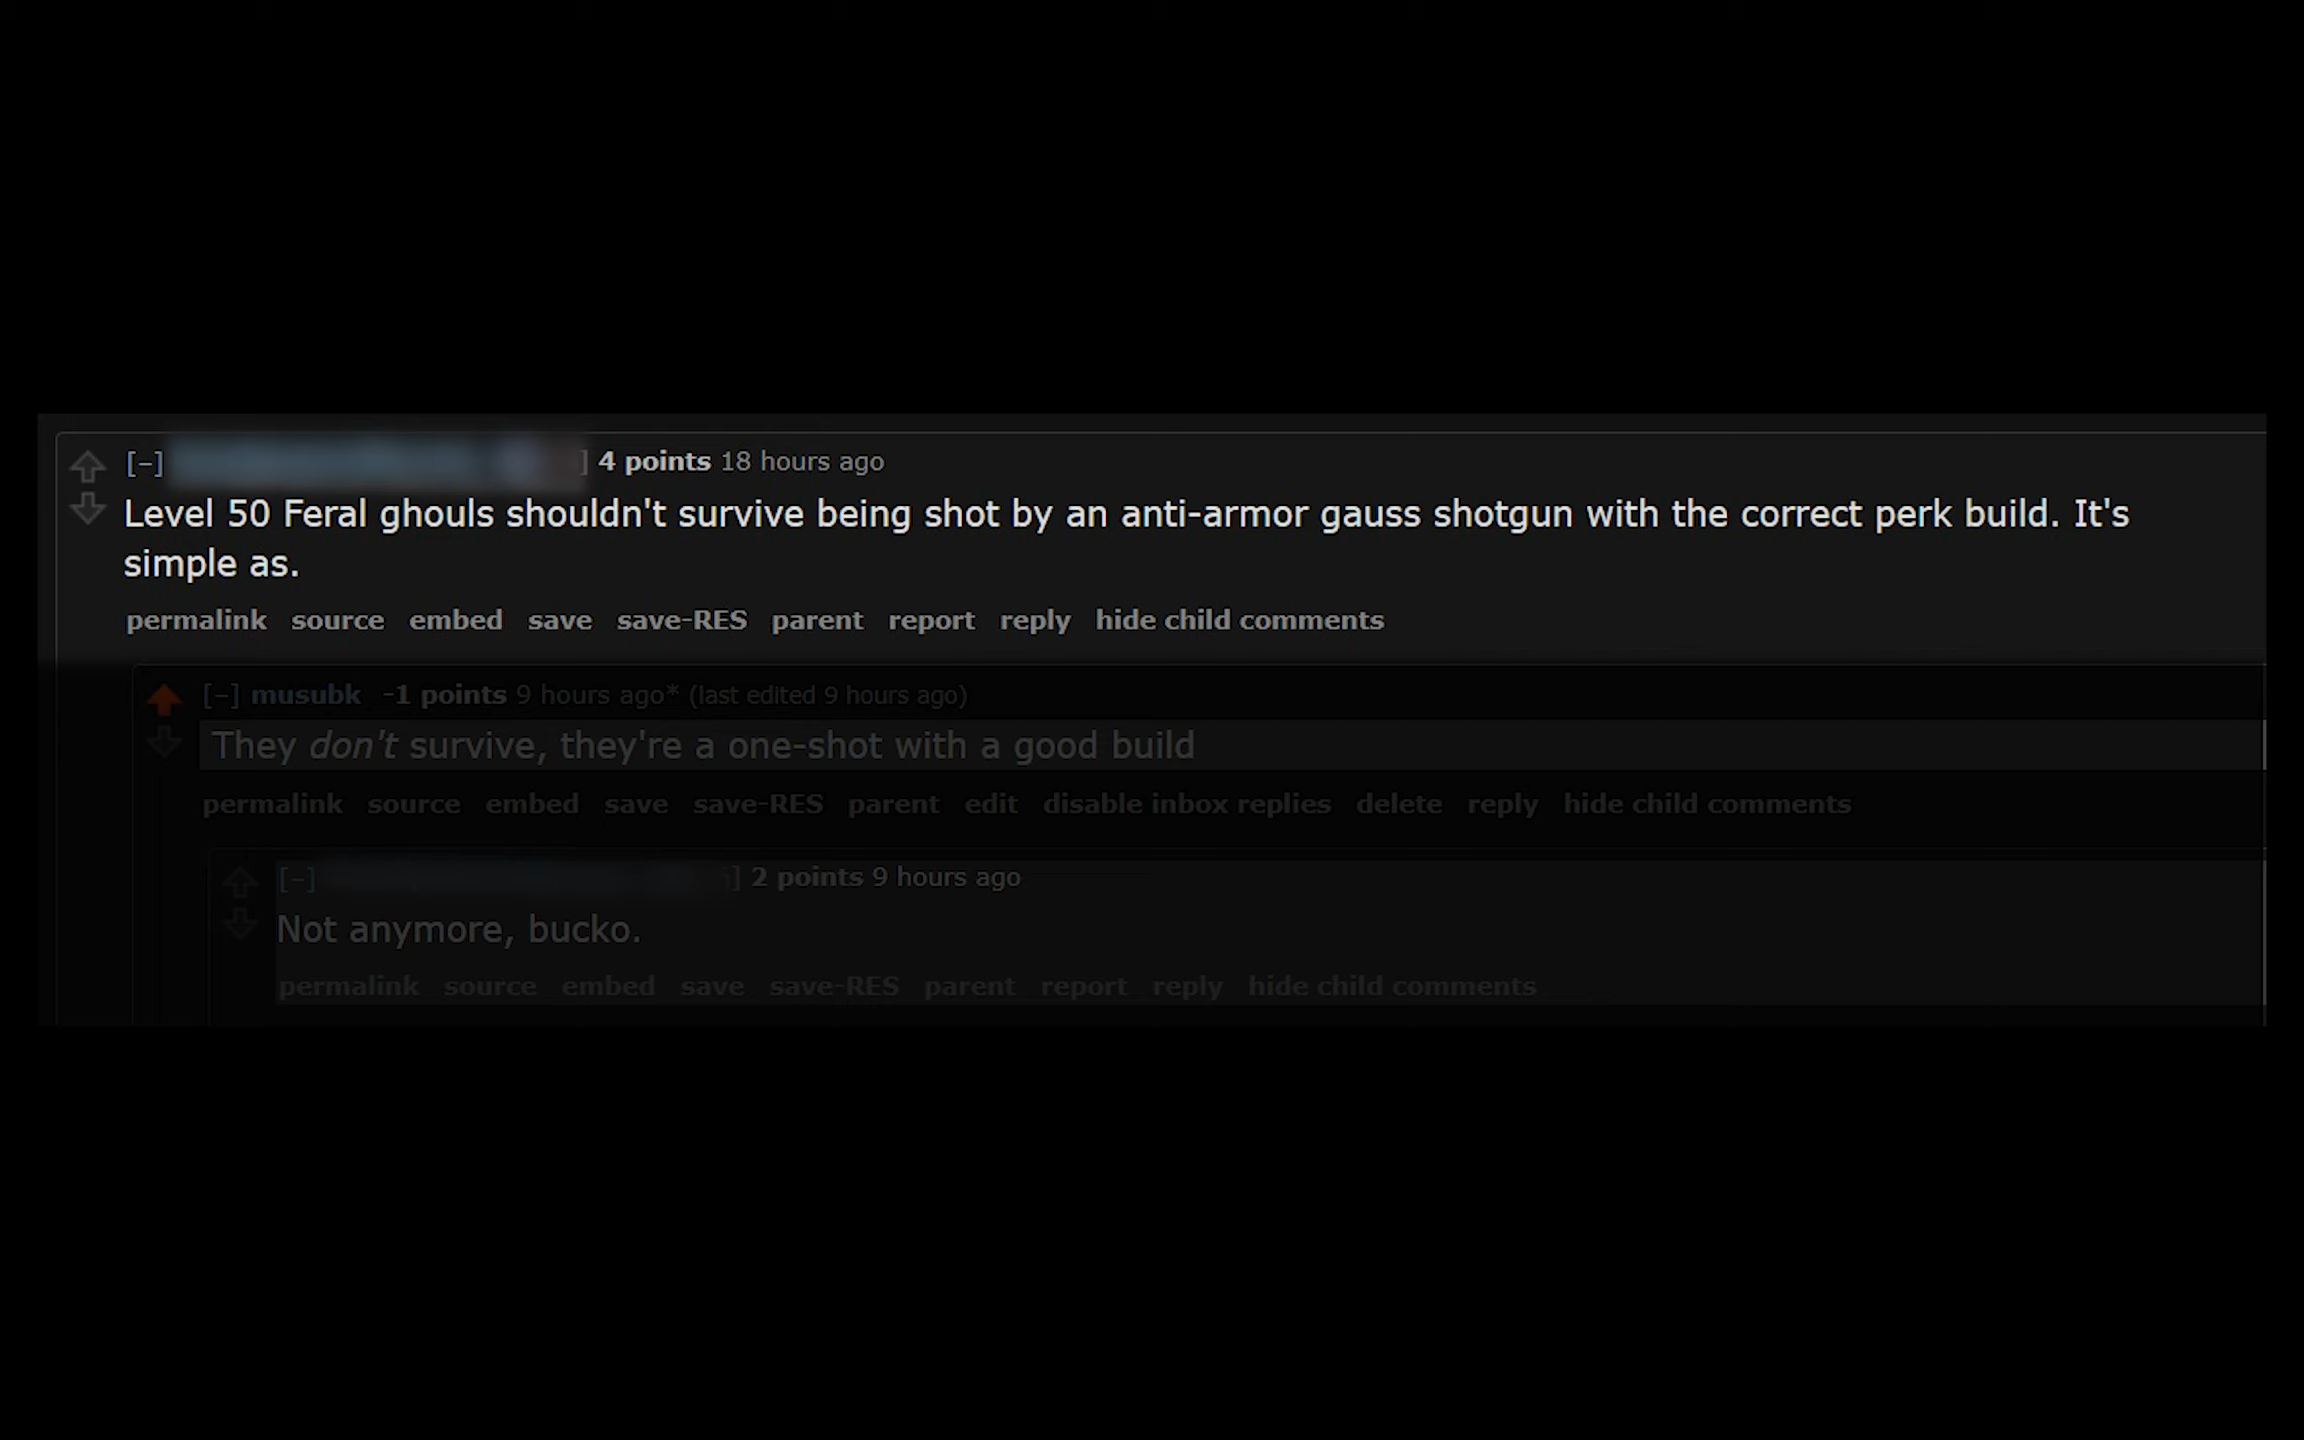 [–] ] 4 points 18 hours ago
Level 50 Feral ghouls shouldn't survive being shot by an anti-armor gauss shotgun with the correct perk build. It's
simple as.
permalink source embed save save-RES parent report reply hide child comments
[–] musubk -1 points 9 hours ago* (last edited 9 hours ago)
They don't survive, they're a one-shot with a good build
permalink source embed save save-RES parent edit disable inbox replies delete reply hide child comments
[–] ] 2 points 9 hours ago
Not anymore, bucko.
permalink source embed save save-RES parent report reply hide child comments